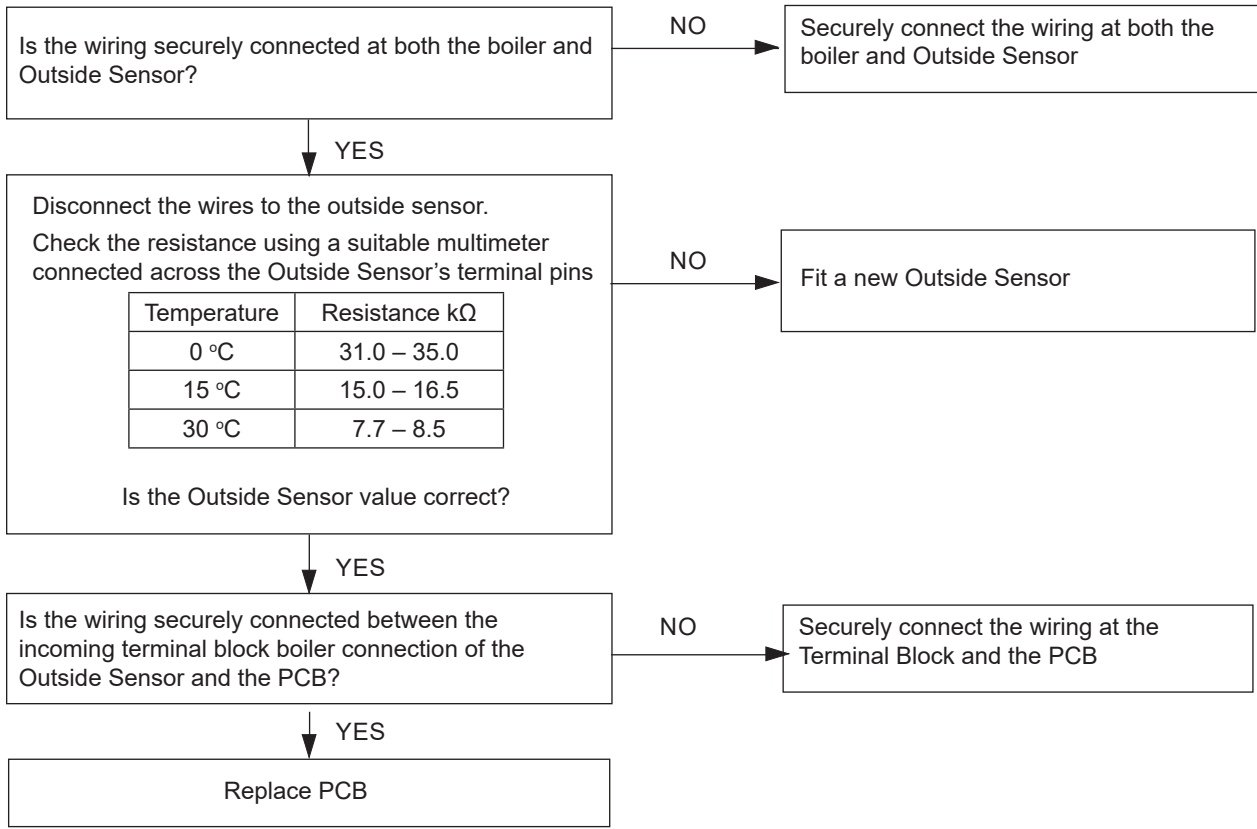 Is the wiring securely connected at both the boiler and
Outside Sensor?
NO
Securely connect the wiring at both the
boiler and Outside Sensor
YES
Disconnect the wires to the outside sensor.
Check the resistance using a suitable multimeter
connected across the Outside Sensor’s terminal pins
Temperature Resistance kΩ
0 ºC 31.0 – 35.0
15 ºC 15.0 – 16.5
30 ºC 7.7 – 8.5
Is the Outside Sensor value correct?
NO
Fit a new Outside Sensor
YES
Is the wiring securely connected between the
incoming terminal block boiler connection of the
Outside Sensor and the PCB?
NO
Securely connect the wiring at the
Terminal Block and the PCB
YES
Replace PCB